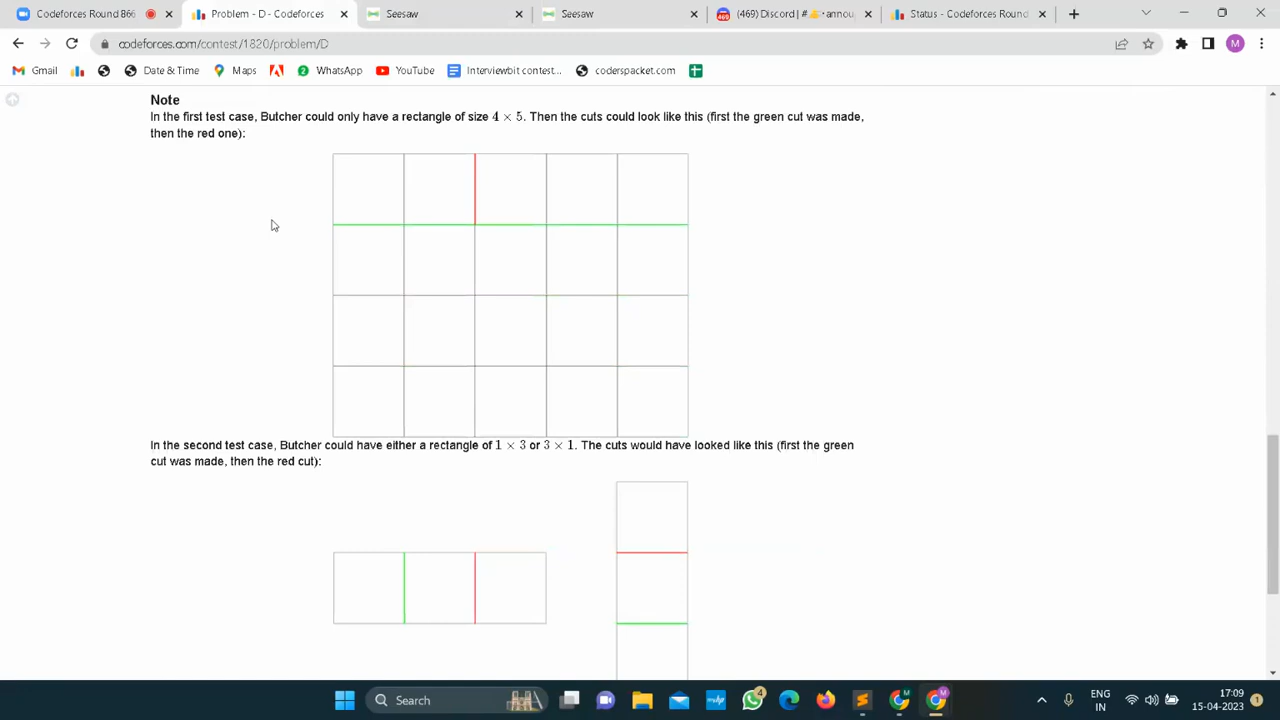 Codeforces Round 866
Problem - D - Codeforces
Seesaw
Seesaw
(469) Discord | #
announ
Status - Codeforces Round
codeforces.com/contest/1820/problem/D
M
Gmail
Date & Time
Maps
WhatsApp
YouTube
Interviewbit contest...
coderspacket.com
Note
In the first test case, Butcher could only have a rectangle of size 4 × 5. Then the cuts could look like this (first the green cut was made,
then the red one):
In the second test case, Butcher could have either a rectangle of 1 × 3 or 3 × 1. The cuts would have looked like this (first the green
cut was made, then the red cut):
Search
4
ENG
IN
17:09
15-04-2023
1